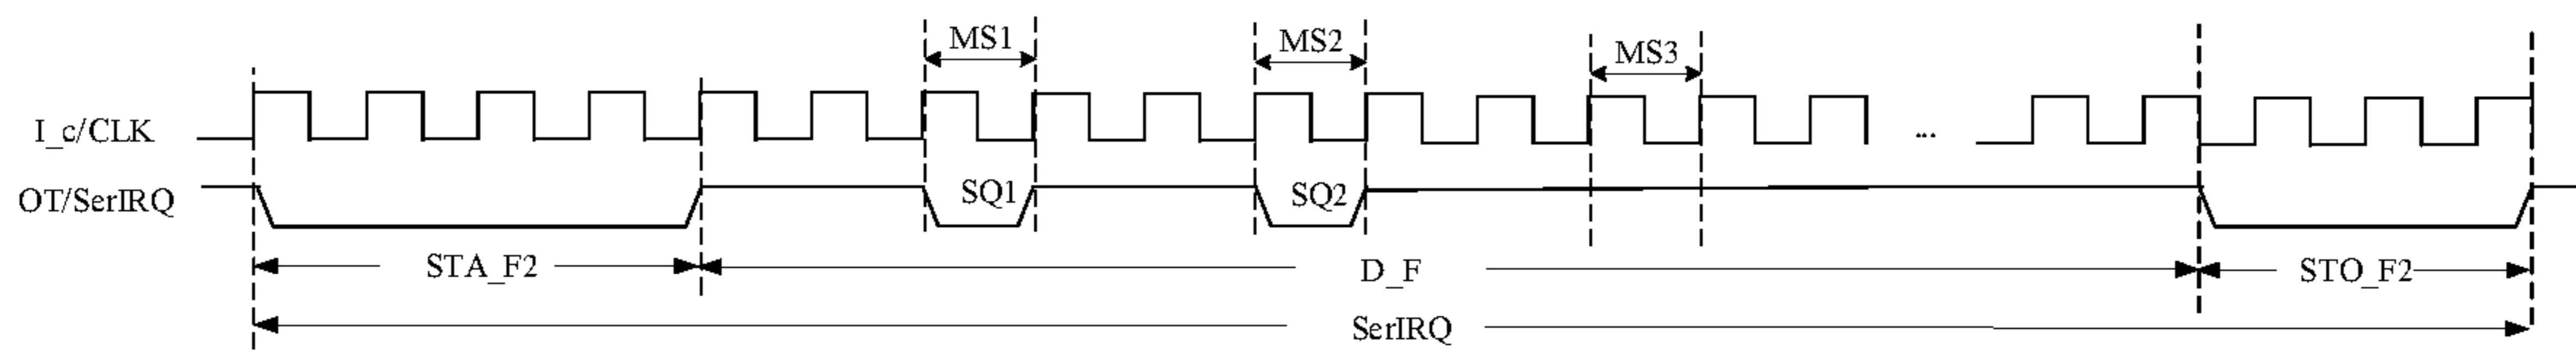 MS1
MS2
MS3
I_c/CLK
...
OT/SerIRQ
SQ1
SQ2
STA_F2
D_F
STO_F2
SerIRQ